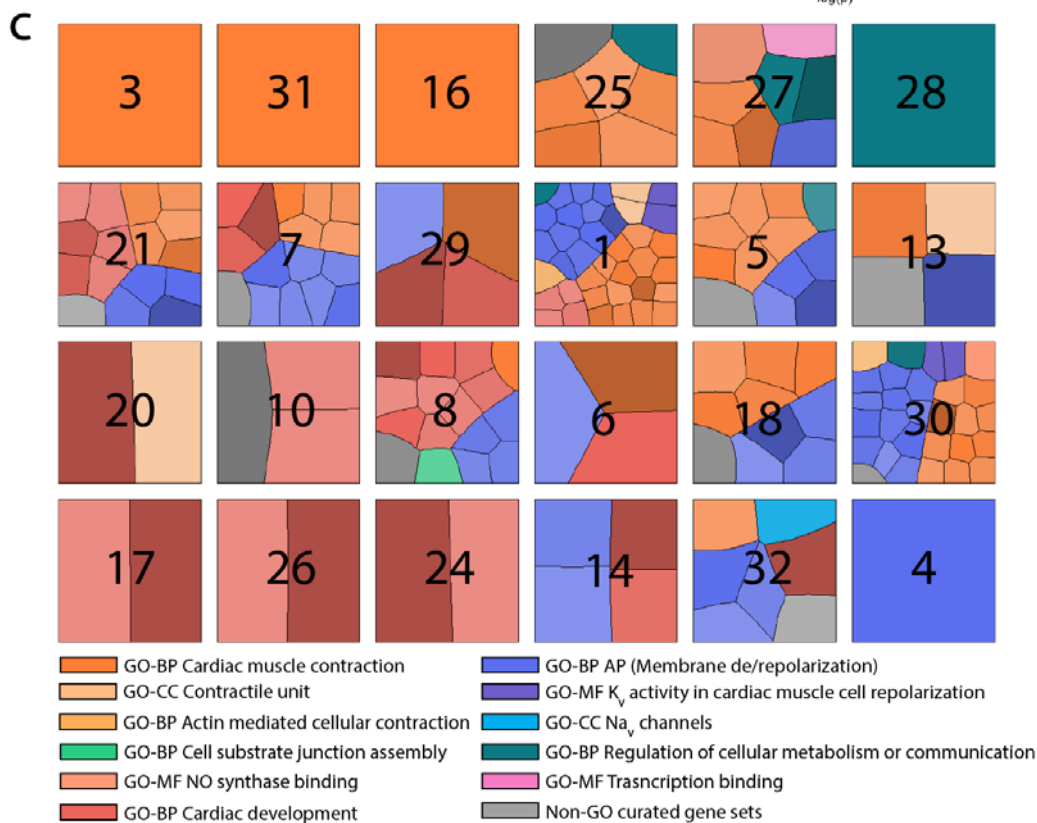 log(p)
C
3 31 16 25 27 28
21 7 29 1 5 13
20 10 8 6 18 30
17 26 24 14 32 4
GO-BP Cardiac muscle contraction
GO-CC Contractile unit
GO-BP Actin mediated cellular contraction
GO-BP Cell substrate junction assembly
GO-MF NO synthase binding
GO-BP Cardiac development
GO-BP AP (Membrane de/repolarization)
GO-MF Kv activity in cardiac muscle cell repolarization
GO-CC Nav channels
GO-BP Regulation of cellular metabolism or communication
GO-MF Trasncription binding
Non-GO curated gene sets